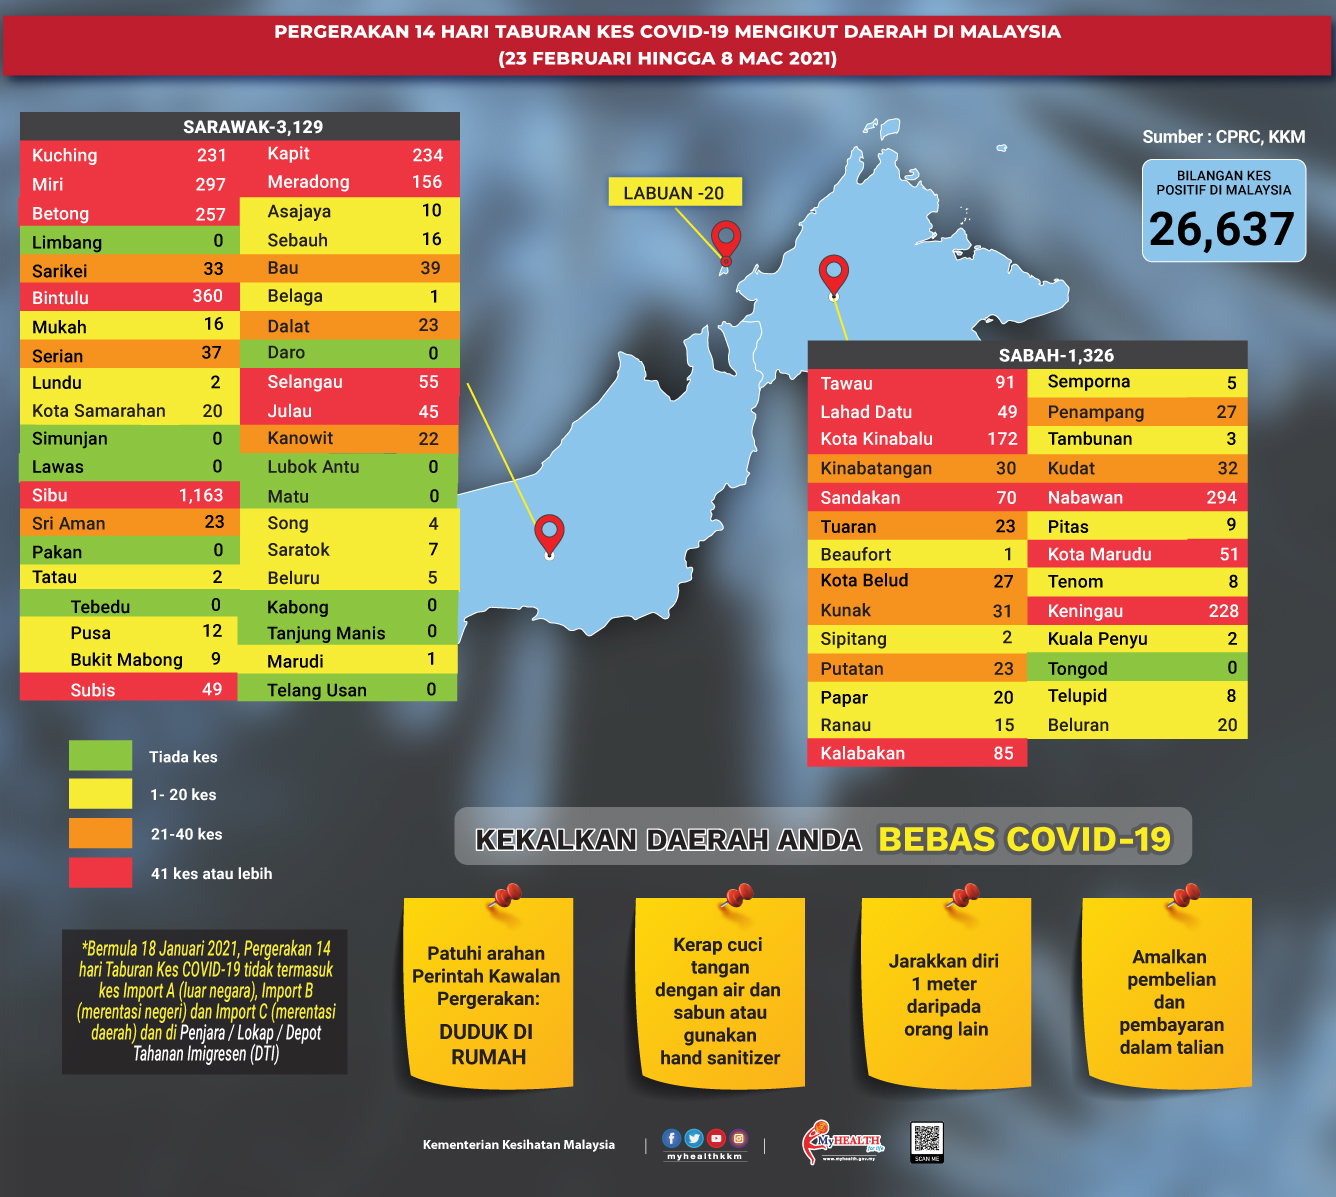 PERGERAKAN 14 HARI TABURAN KES COVID-19 MENGIKUT DAERAH DI MALAYSIA
(23 FEBRUARI HINGGA 8 MAC 2021)
Sumber : CPRC, KKM
BILANGAN KES
POSITIF DI MALAYSIA
26,637
LABUAN -20
SARAWAK-3,129
Kuching 231 Kapit 234
Miri 297 Meradong 156
Betong 257 Asajaya 10
Limbang 0 Sebauh 16
Sarikei 33 Bau 39
Bintulu 360 Belaga 1
Mukah 16 Dalat 23
Serian 37 Daro 0
Lundu 2 Selangau 55
Kota Samarahan 20 Julau 45
Simunjan 0 Kanowit 22
Lawas 0 Lubok Antu 0
Sibu 1,163 Matu 0
Sri Aman 23 Song 4
Pakan 0 Saratok 7
Tatau 2 Beluru 5
Tebedu 0 Kabong 0
Pusa 12 Tanjung Manis 0
Bukit Mabong 9 Marudi 1
Subis 49 Telang Usan 0
SABAH-1,326
Tawau 91 Semporna 5
Lahad Datu 49 Penampang 27
Kota Kinabalu 172 Tambunan 3
Kinabatangan 30 Kudat 32
Sandakan 70 Nabawan 294
Tuaran 23 Pitas 9
Beaufort 1 Kota Marudu 51
Kota Belud 27 Tenom 8
Kunak 31 Keningau 228
Sipitang 2 Kuala Penyu 2
Putatan 23 Tongod 0
Papar 20 Telupid 8
Ranau 15 Beluran 20
Kalabakan 85
Tiada kes
1- 20 kes
21-40 kes
41 kes atau lebih
*Bermula 18 Januari 2021, Pergerakan 14
hari Taburan Kes COVID-19 tidak termasuk
kes Import A (luar negara), Import B
(merentasi negeri) dan Import C (merentasi
daerah) dan di Penjara / Lokap / Depot
Tahanan Imigresen (DTI)
KEKALKAN DAERAH ANDA BEBAS COVID-19
Patuhi arahan
Perintah Kawalan
Pergerakan:
DUDUK DI
RUMAH
Kerap cuci
tangan
dengan air dan
sabun atau
gunakan
hand sanitizer
Jarakkan diri
1 meter
daripada
orang lain
Amalkan
pembelian
dan
pembayaran
dalam talian
Kementerian Kesihatan Malaysia
myhealthkkm
MyHEALTH
for life
www.myhealth.gov.my
SCAN ME